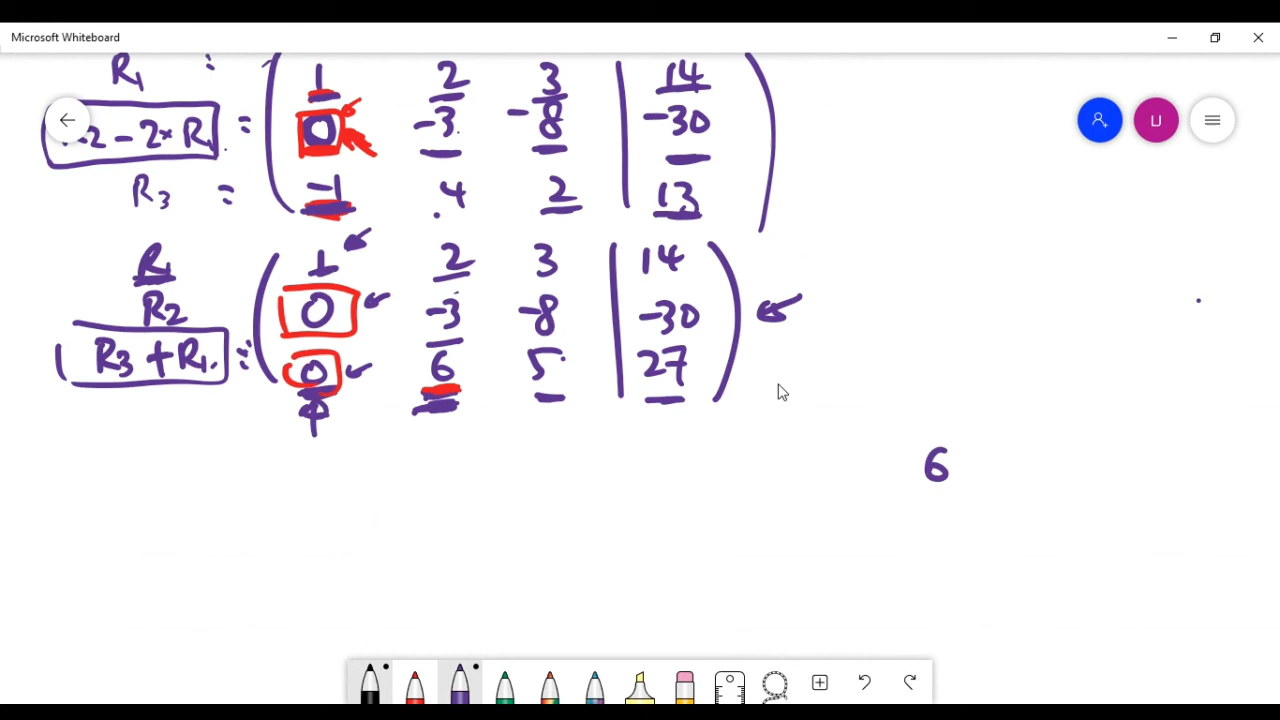 Microsoft Whiteboard
R1 : 1 2 3 | 14
2 - 2× R1 = 0 -3 -8 | -30
R3 = -1 4 2 | 13
R1 1 2 3 | 14
R2 0 -3 -8 | -30
R3 + R1. = 0 6 5 | 27
6
U